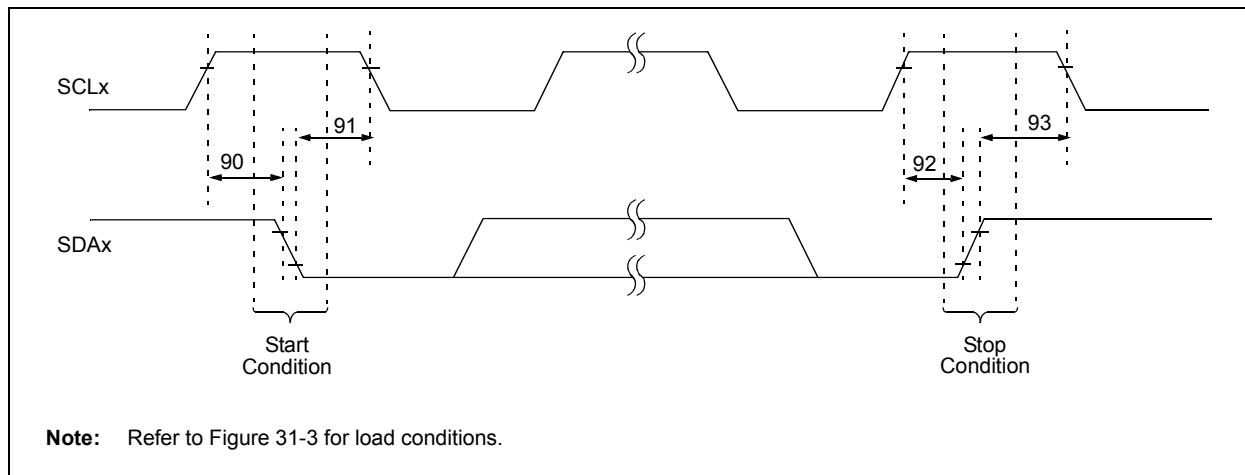 SCLx
91
93
90
92
SDAx
Start
Condition
Stop
Condition
Note: Refer to Figure 31-3 for load conditions.